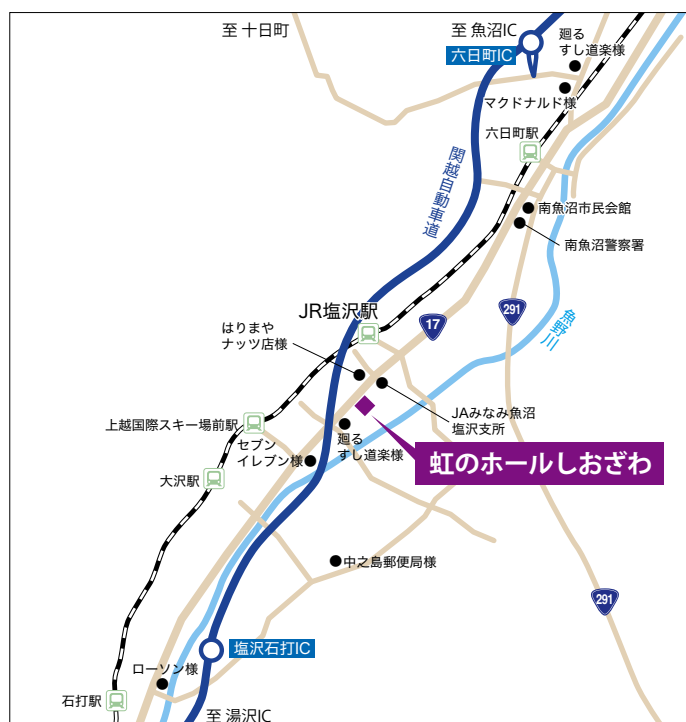 至 十日町
至 魚沼IC
六日町IC
廻る
すし道楽様
マクドナルド様
六日町駅
関越自動車道
南魚沼市民会館
南魚沼警察署
JR塩沢駅
17
291
魚野川
はりまや
ナッツ店様
JAみなみ魚沼
塩沢支所
上越国際スキー場前駅
セブン
イレブン様
廻る
すし道楽様
虹のホールしおざわ
大沢駅
中之島郵便局様
291
塩沢石打IC
ローソン様
石打駅
至 湯沢IC